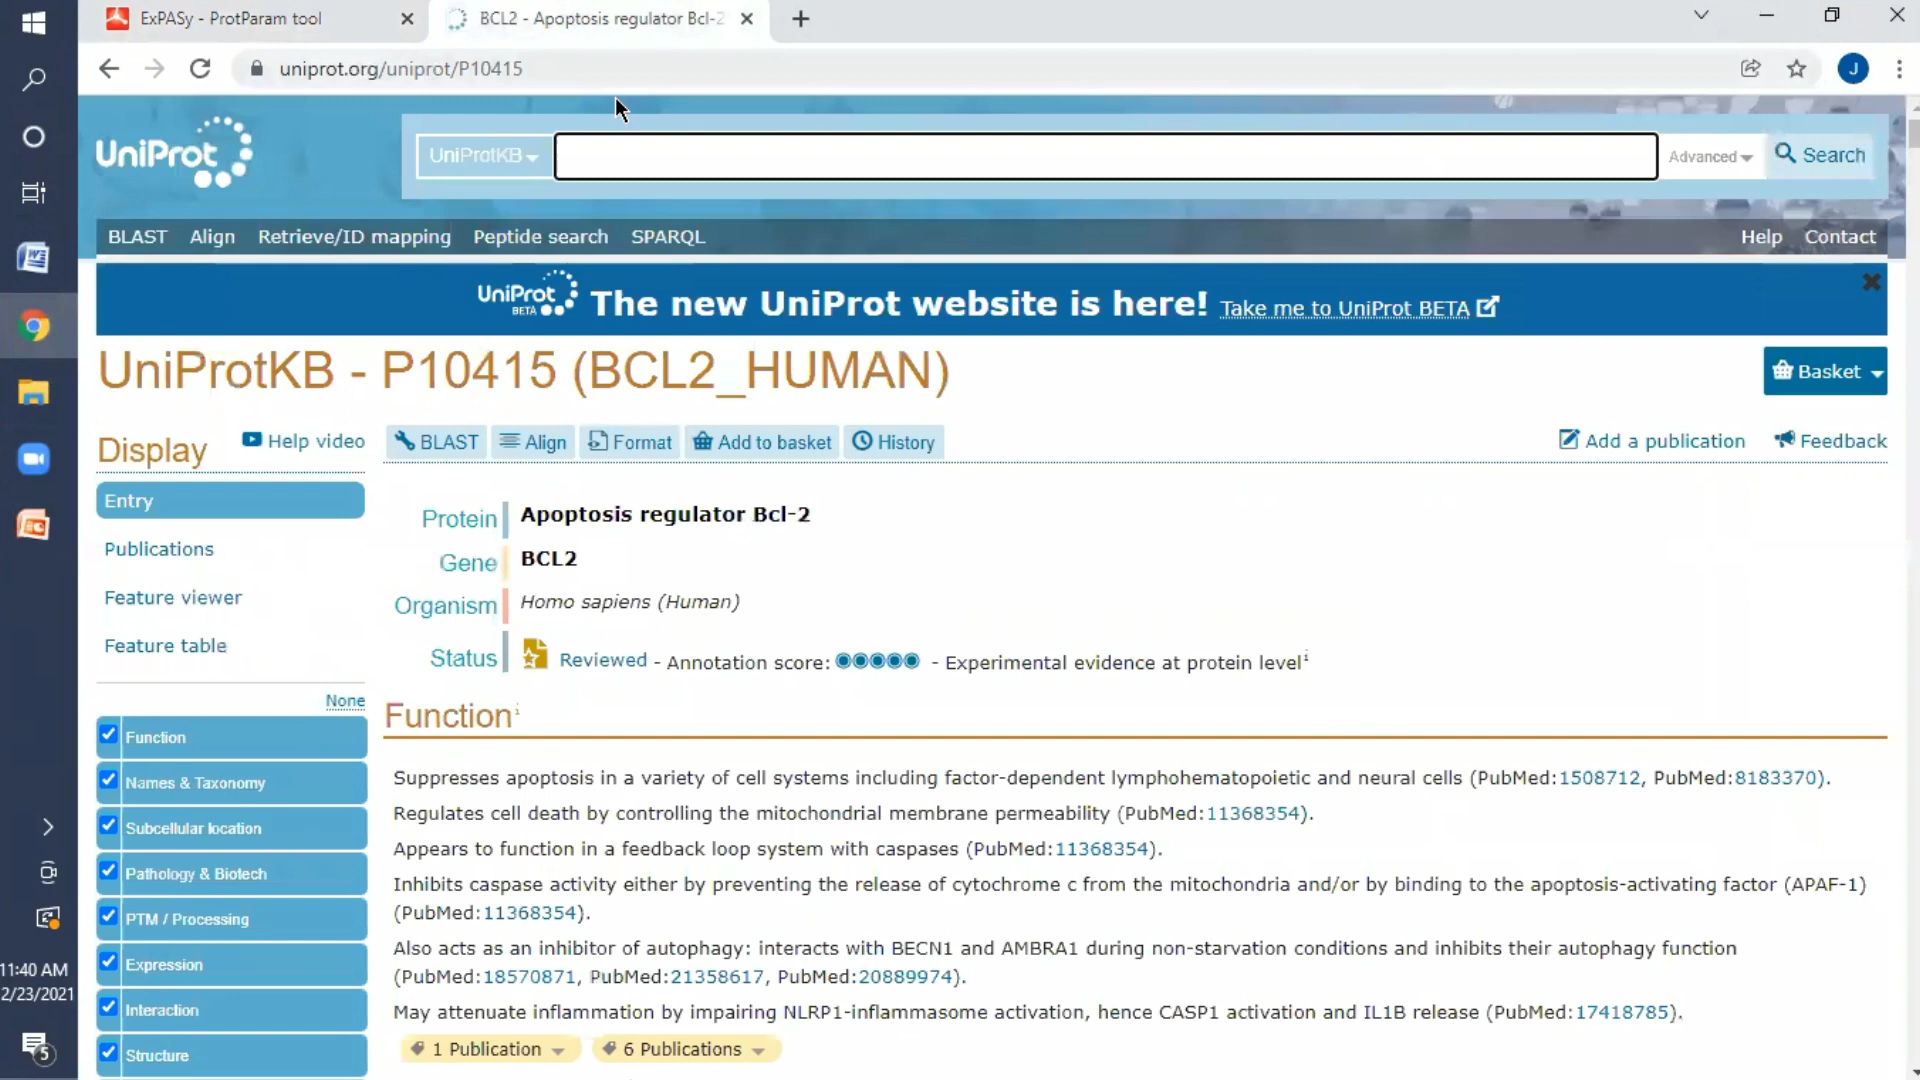 ExPASy - ProtParam tool
BCL2 - Apoptosis regulator Bcl-2
uniprot.org/uniprot/P10415
J
UniProt
UniProtKB
Advanced
Search
BLAST Align Retrieve/ID mapping Peptide search SPARQL
Help Contact
UniProt BETA The new UniProt website is here! Take me to UniProt BETA
UniProtKB - P10415 (BCL2_HUMAN)
Basket
Display
Help video
BLAST Align Format Add to basket History
Add a publication Feedback
Entry
Publications
Feature viewer
Feature table
Protein Apoptosis regulator Bcl-2
Gene BCL2
Organism Homo sapiens (Human)
Status Reviewed - Annotation score: - Experimental evidence at protein level i
None
Function
Names & Taxonomy
Subcellular location
Pathology & Biotech
PTM / Processing
Expression
Interaction
Structure
Function i
Suppresses apoptosis in a variety of cell systems including factor-dependent lymphohematopoietic and neural cells (PubMed:1508712, PubMed:8183370).
Regulates cell death by controlling the mitochondrial membrane permeability (PubMed:11368354).
Appears to function in a feedback loop system with caspases (PubMed:11368354).
Inhibits caspase activity either by preventing the release of cytochrome c from the mitochondria and/or by binding to the apoptosis-activating factor (APAF-1)
(PubMed:11368354).
Also acts as an inhibitor of autophagy: interacts with BECN1 and AMBRA1 during non-starvation conditions and inhibits their autophagy function
(PubMed:18570871, PubMed:21358617, PubMed:20889974).
May attenuate inflammation by impairing NLRP1-inflammasome activation, hence CASP1 activation and IL1B release (PubMed:17418785).
1 Publication 6 Publications
11:40 AM
2/23/2021
5